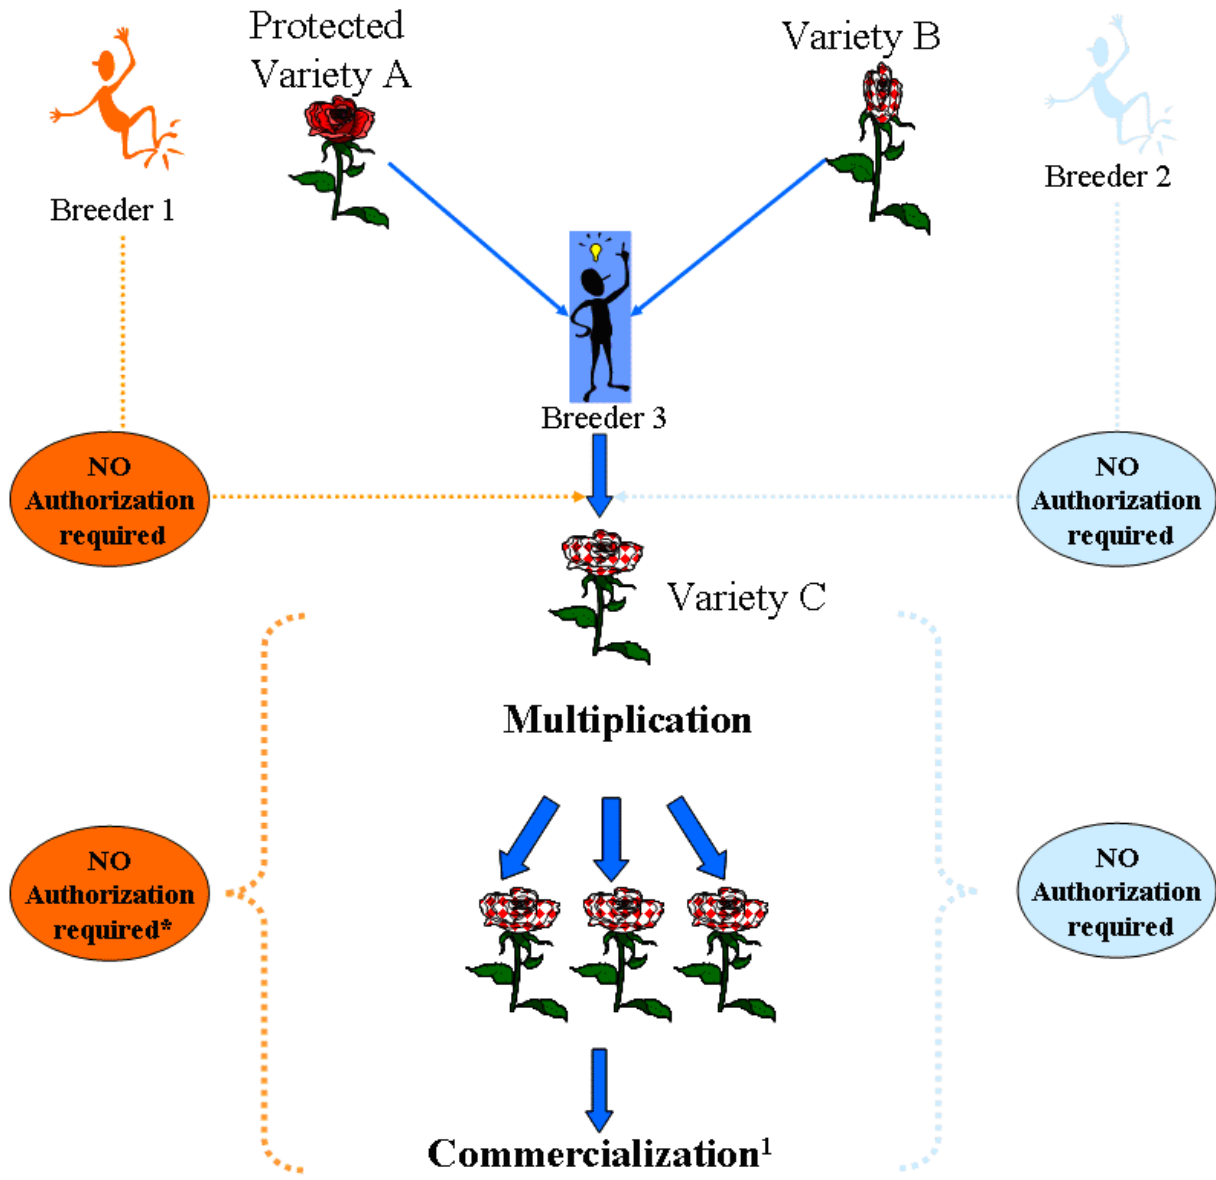 Protected
Variety A
Variety B
Breeder 1
Breeder 2
Breeder 3
NO
Authorization
required
NO
Authorization
required
Variety C
Multiplication
NO
Authorization
required*
NO
Authorization
required
Commercialization¹